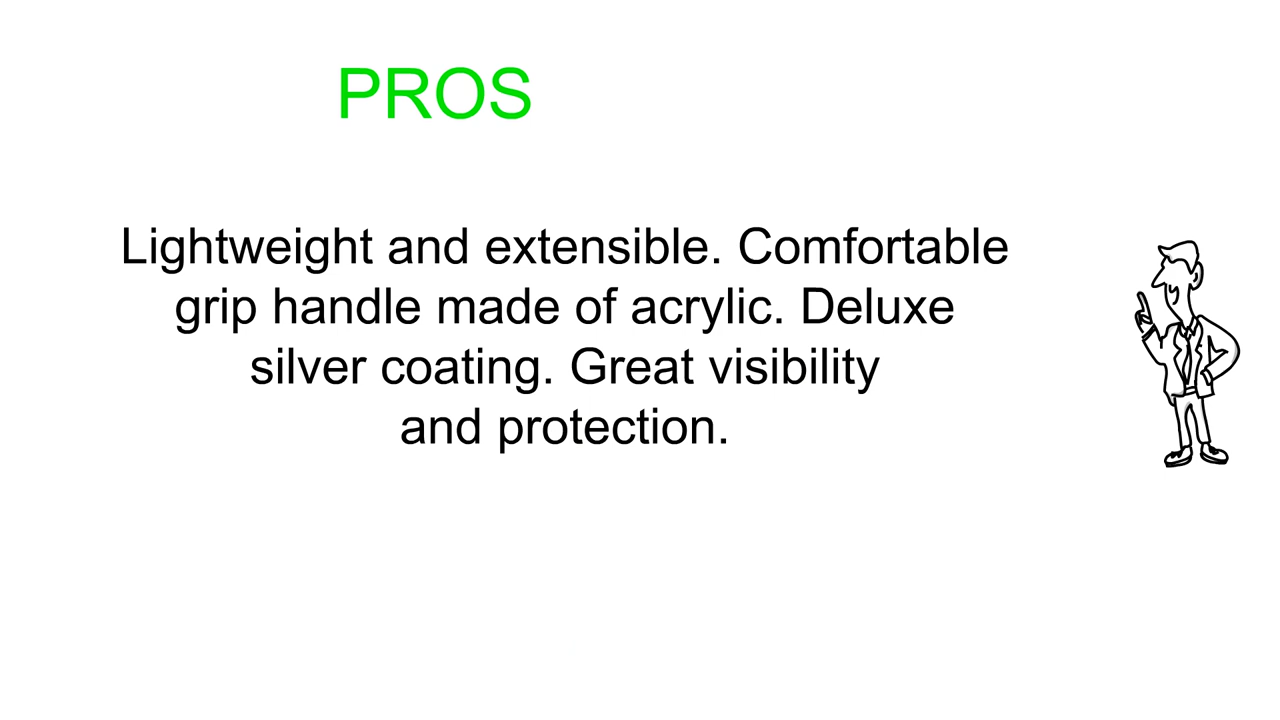 PROS
Lightweight and extensible. Comfortable
grip handle made of acrylic. Deluxe
silver coating. Great visibility
and protection.